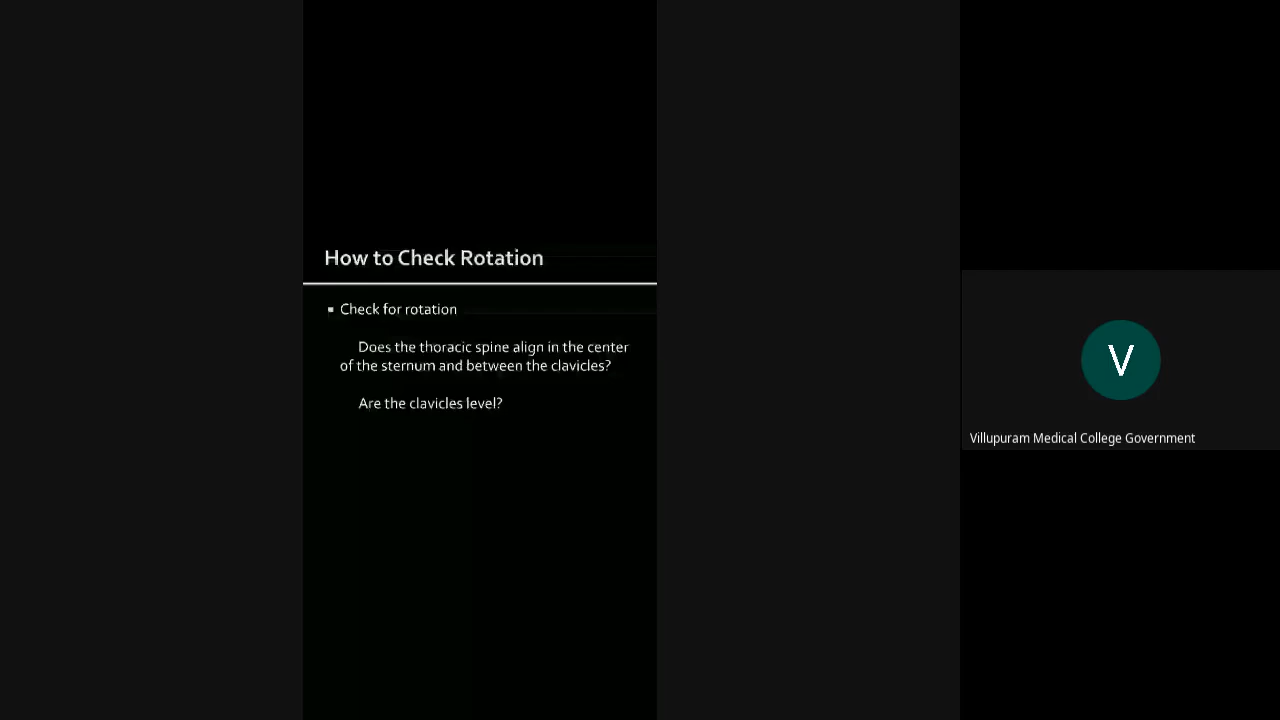 How to Check Rotation
▪ Check for rotation
Does the thoracic spine align in the center
of the sternum and between the clavicles?
Are the clavicles level?
V
Villupuram Medical College Government